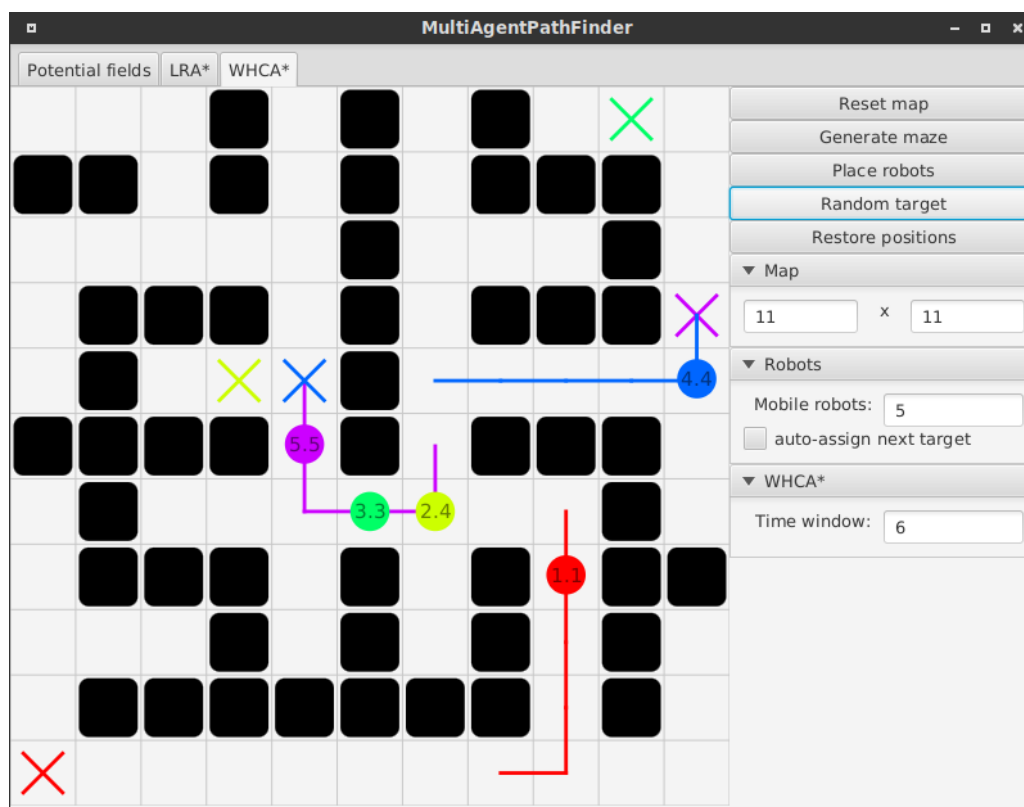 MultiAgentPathFinder
Potential fields LRA* WHCA*
Reset map
Generate maze
Place robots
Random target
Restore positions
Map
11 x 11
Robots
Mobile robots: 5
auto-assign next target
WHCA*
Time window: 6
4.4
5.5
3.3 2.4
1.1